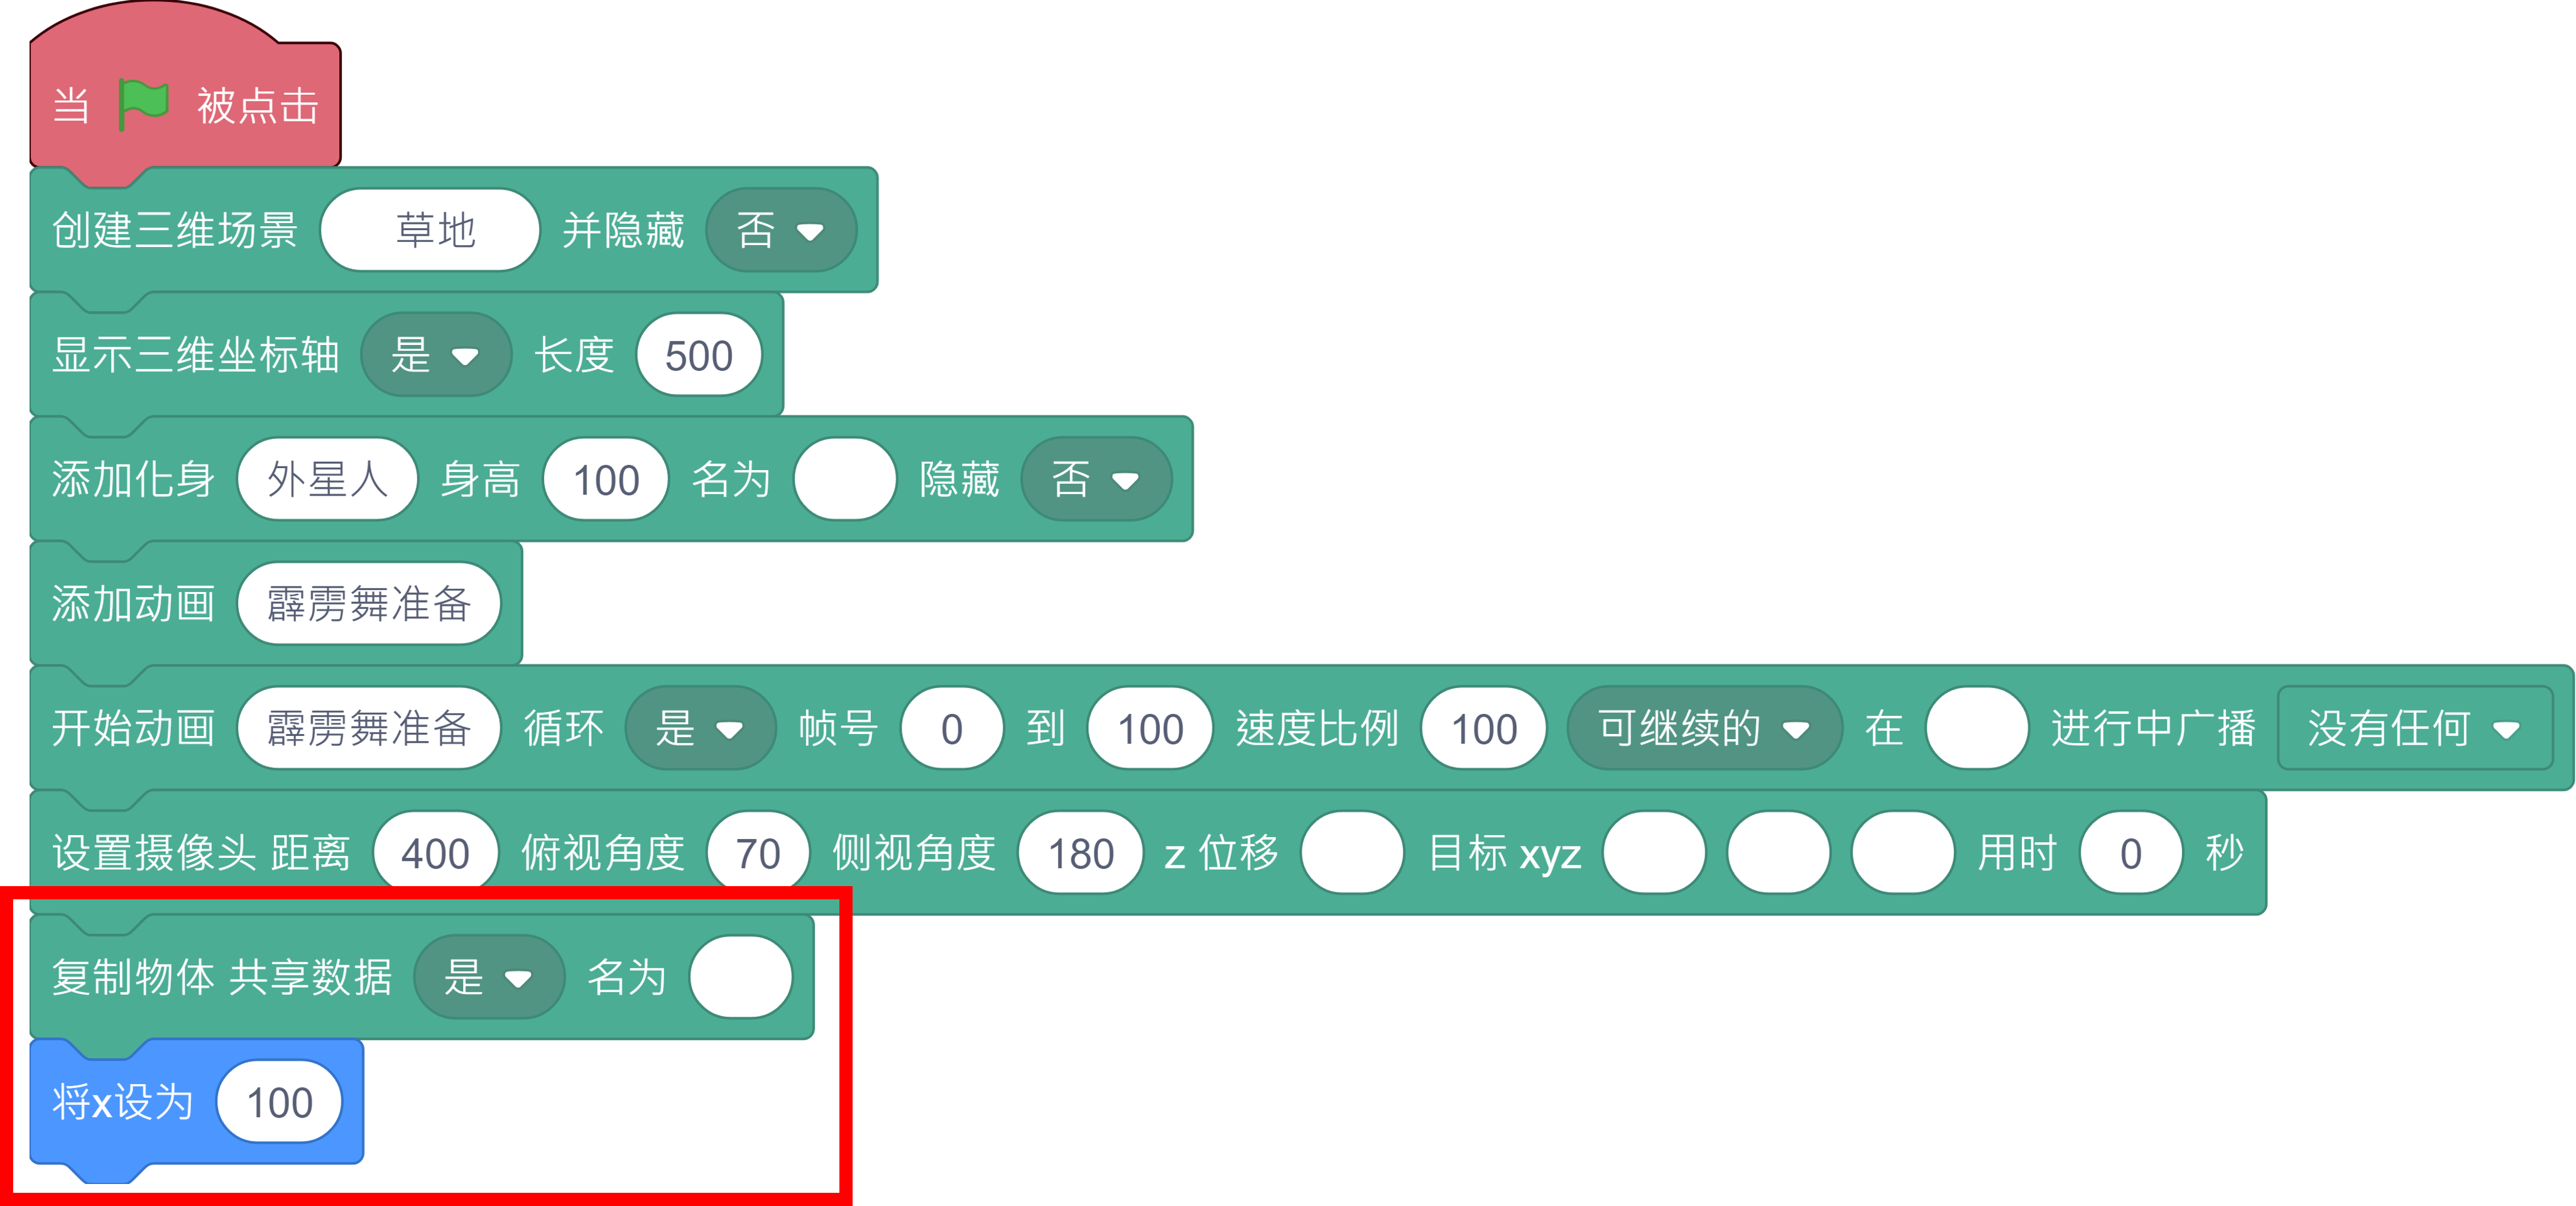 当 被点击
创建三维场景 草地 并隐藏 否
显示三维坐标轴 是 长度 500
添加化身 外星人 身高 100 名为 隐藏 否
添加动画 霹雳舞准备
开始动画 霹雳舞准备 循环 是 帧号 0 到 100 速度比例 100 可继续的 在 进行中广播 没有任何
设置摄像头 距离 400 俯视角度 70 侧视角度 180 z 位移 目标 xyz 用时 0 秒
复制物体 共享数据 是 名为
将x设为 100